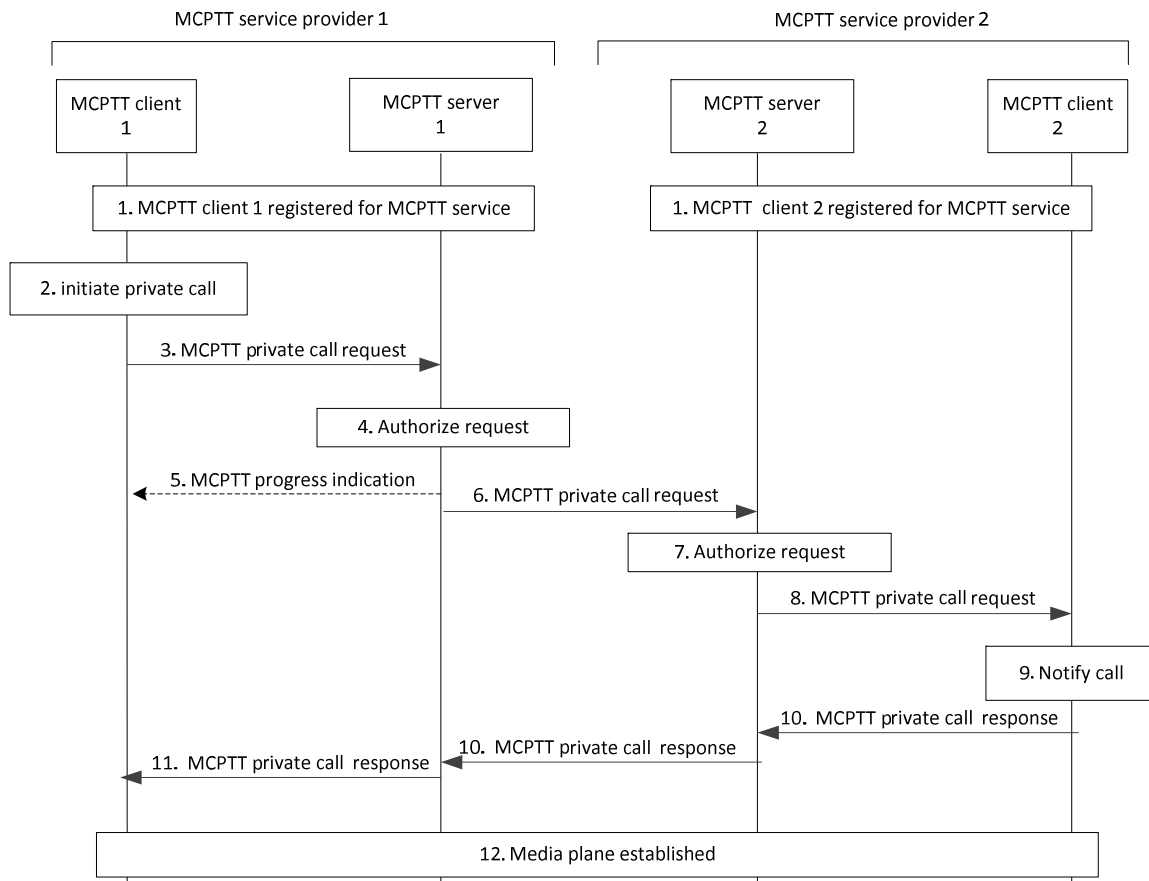 MCPTT service provider 1
MCPTT service provider 2
MCPTT client
1
MCPTT server
1
MCPTT server
2
MCPTT client
2
1. MCPTT client 1 registered for MCPTT service
1. MCPTT client 2 registered for MCPTT service
2. initiate private call
3. MCPTT private call request
4. Authorize request
5. MCPTT progress indication
6. MCPTT private call request
7. Authorize request
8. MCPTT private call request
9. Notify call
10. MCPTT private call response
10. MCPTT private call response
11. MCPTT private call response
12. Media plane established